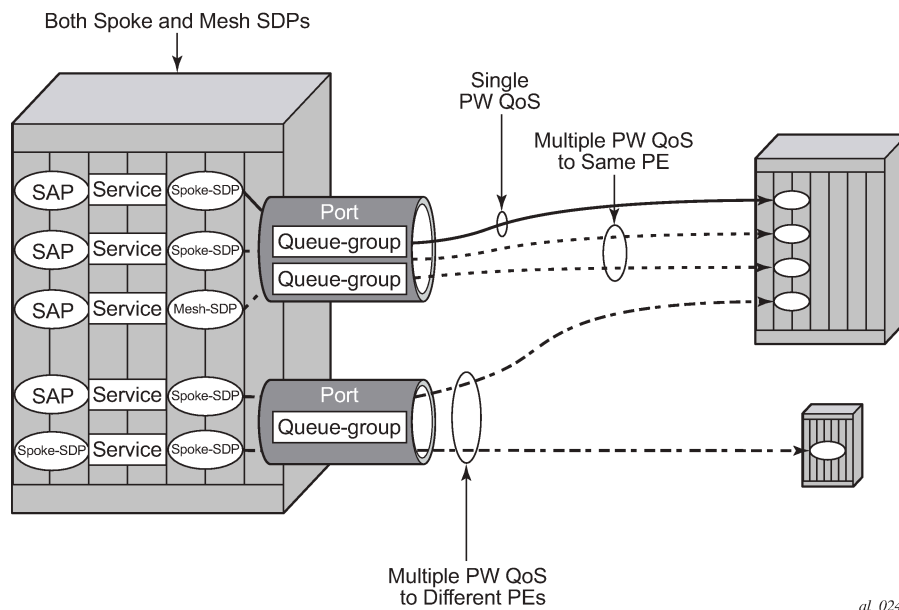 Both Spoke and Mesh SDPs
Single
PW QoS
Multiple PW QoS
to Same PE
SAP Service Spoke-SDP
Port
Queue-group
SAP Service Spoke-SDP
Queue-group
SAP Service Mesh-SDP
SAP Service Spoke-SDP
Port
Queue-group
Spoke-SDP Service Spoke-SDP
Multiple PW QoS
to Different PEs
al_024